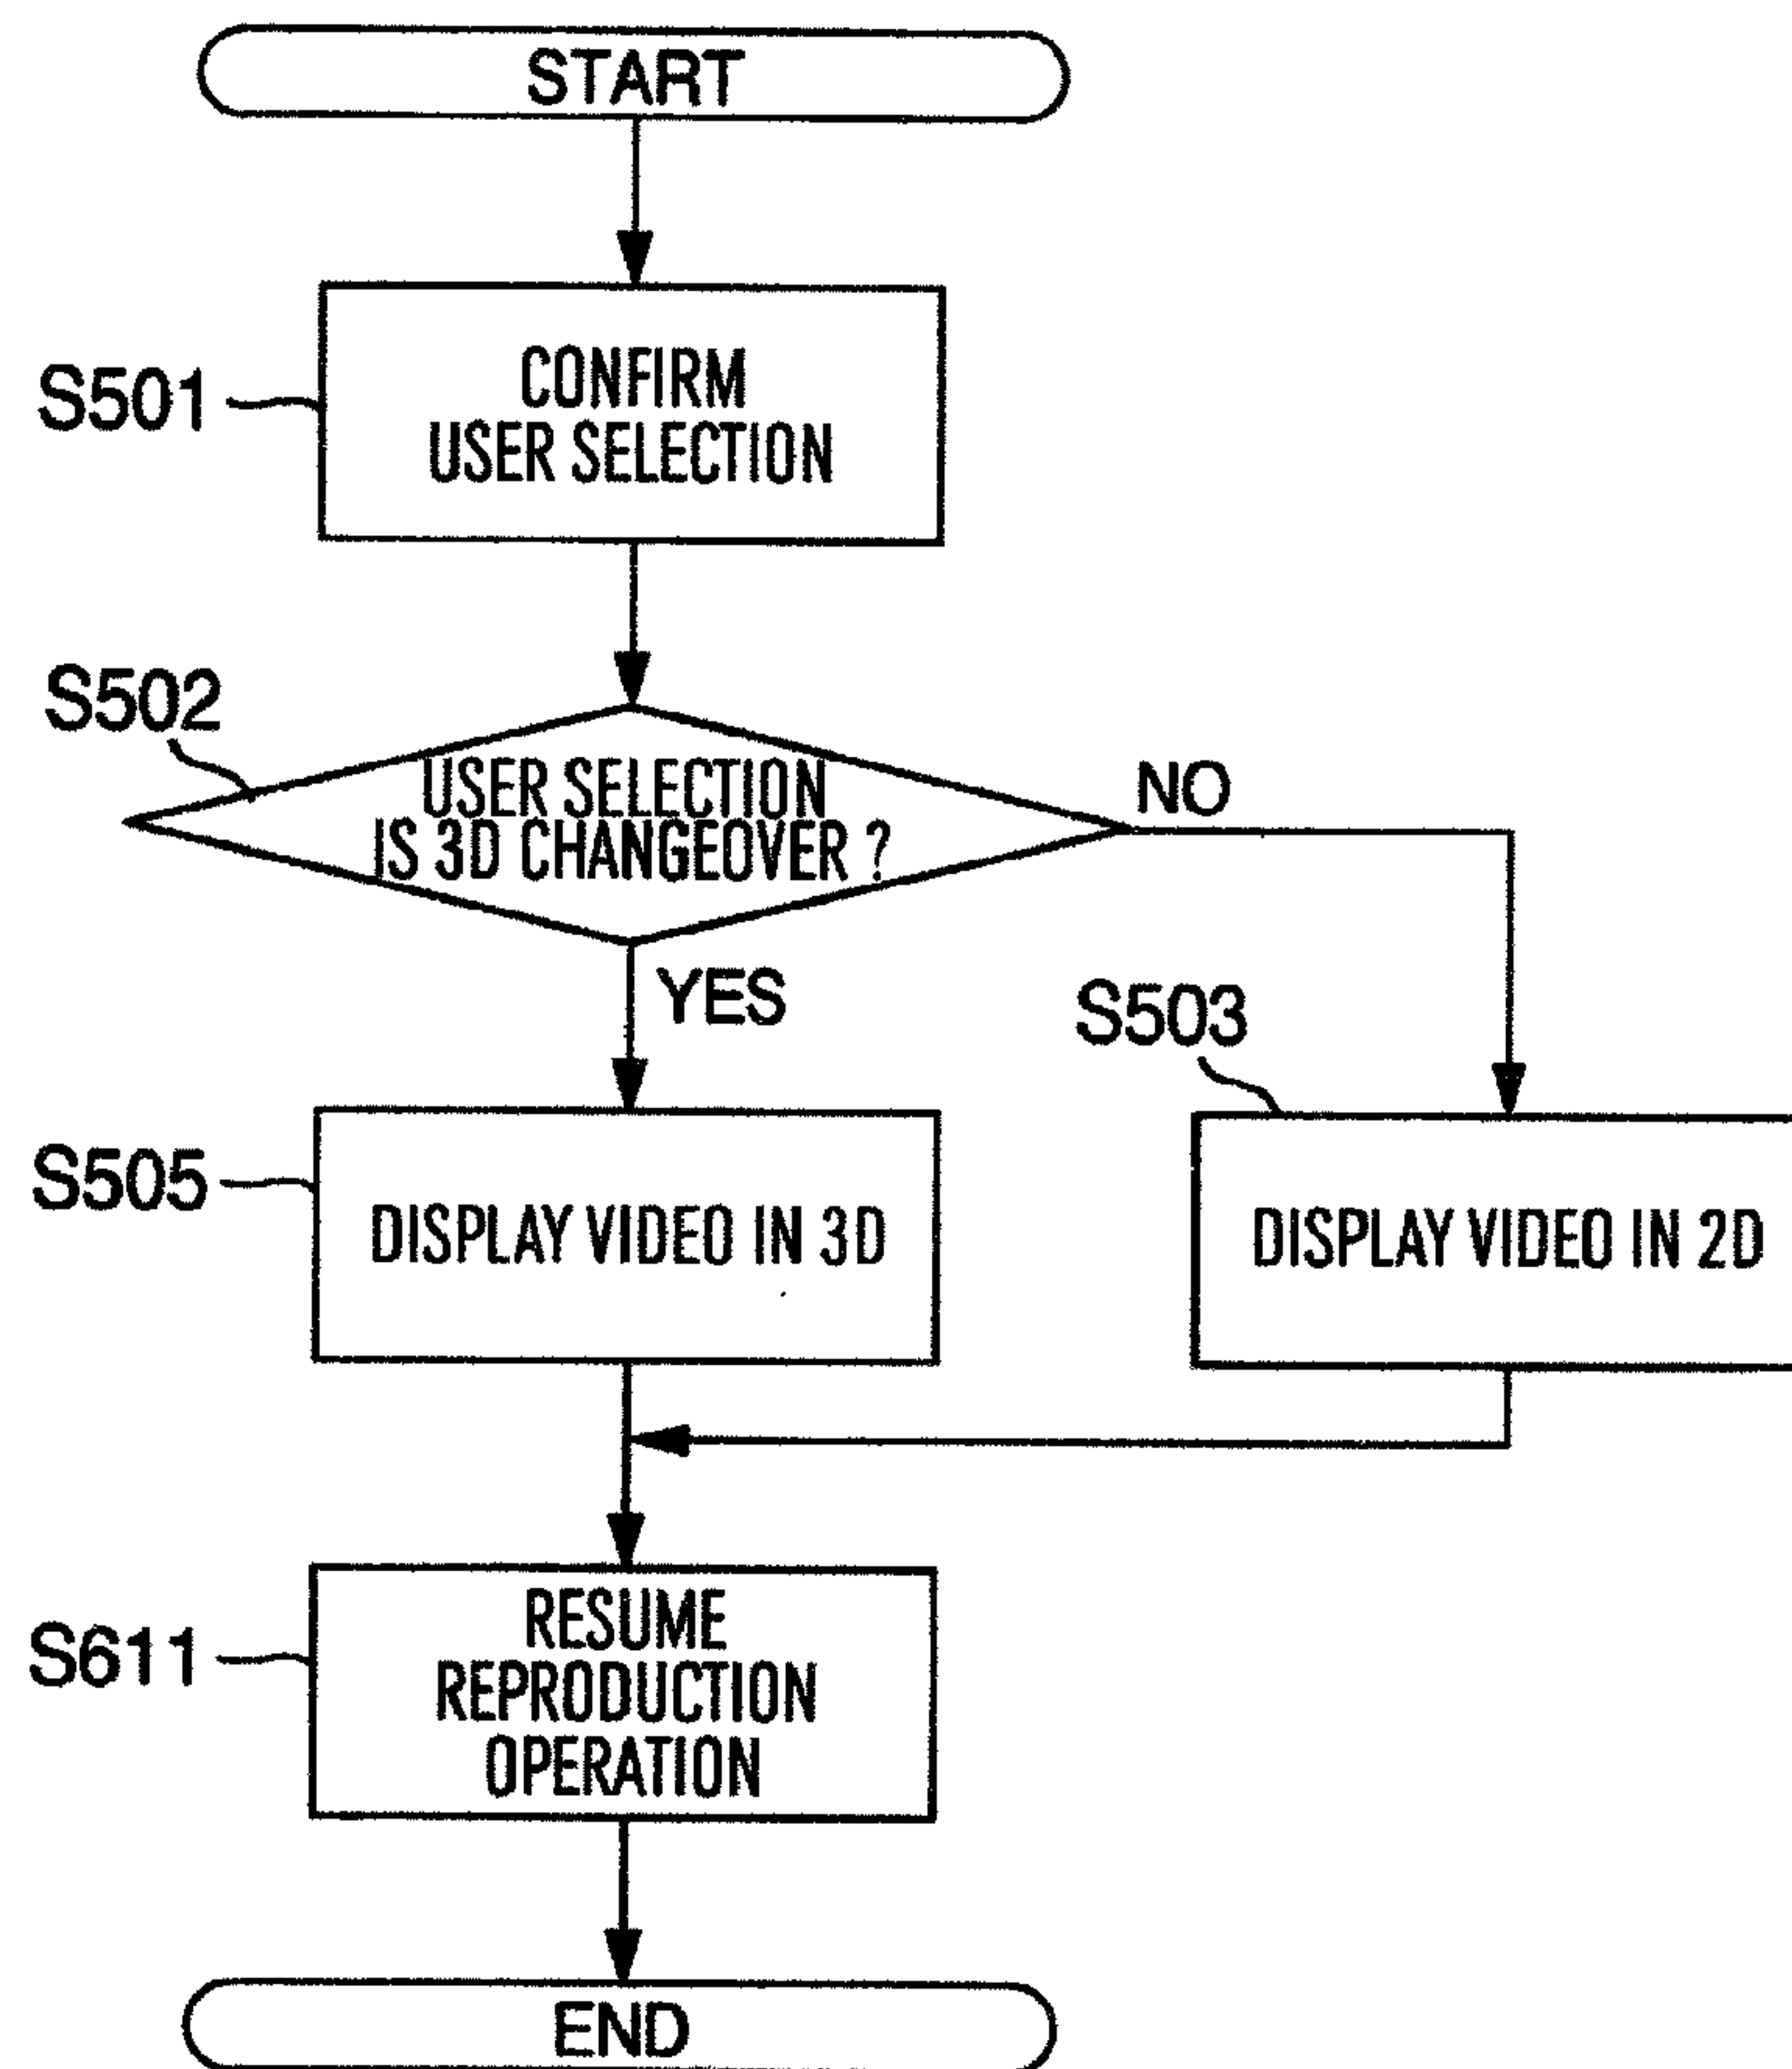 START
S501
CONFIRM
USER SELECTION
S502
USER SELECTION
IS 3D CHANGEOVER ?
NO
YES
S503
S505
DISPLAY VIDEO IN 3D
DISPLAY VIDEO IN 2D
S611
RESUME
REPRODUCTION
OPERATION
END